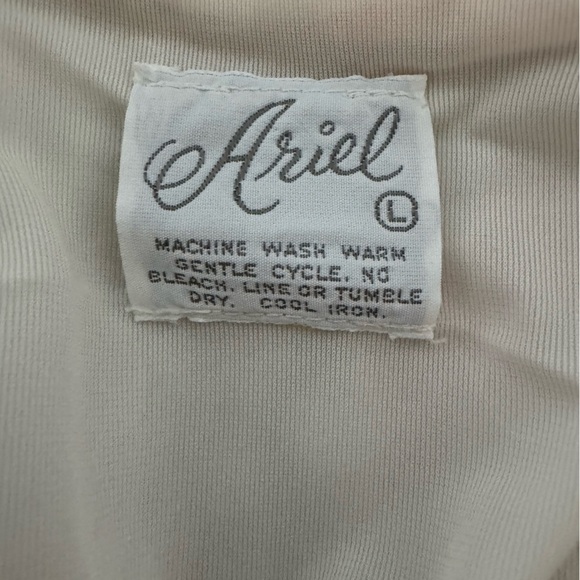 Ariel
L
MACHINE WASH WARM
GENTLE CYCLE. NO
BLEACH. LINE OR TUMBLE
DRY. COOL IRON.